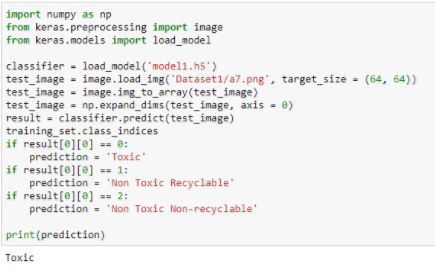 import numpy as np
from keras.preprocessing import image
from keras.models import load_model
classifier = load_model('model1.h5')
test_image = image.load_img('Dataset1/a7.png', target_size = (64, 64))
test_image = image.img_to_array(test_image)
test_image = np.expand_dims(test_image, axis = 0)
result = classifier.predict(test_image)
training_set.class_indices
if result[0][0] == 0:
    prediction = 'Toxic'
if result[0][0] == 1:
    prediction = 'Non Toxic Recyclable'
if result[0][0] == 2:
    prediction = 'Non Toxic Non-recyclable'
print(prediction)
Toxic